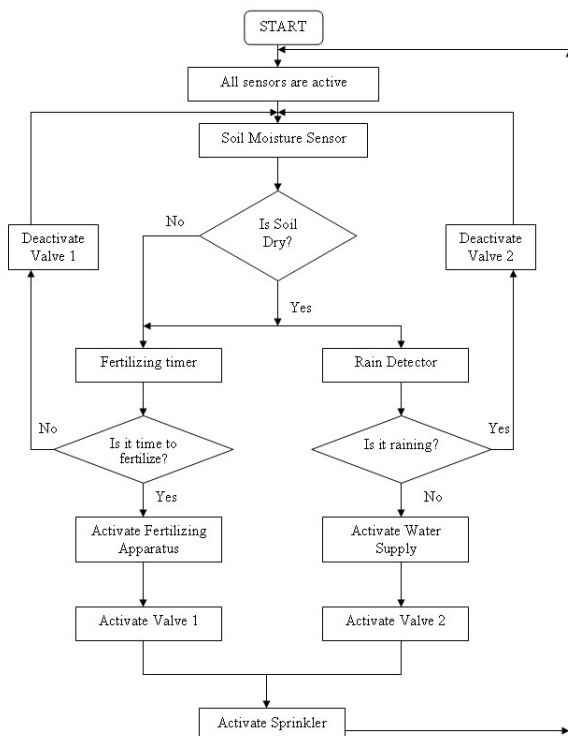 START
All sensors are active
Soil Moisture Sensor
No
Is Soil
Dry?
Deactivate
Valve 1
Deactivate
Valve 2
Yes
Fertilizing timer
Rain Detector
No
Is it time to
fertilize?
Is it raining?
Yes
Yes
No
Activate Fertilizing
Apparatus
Activate Water
Supply
Activate Valve 1
Activate Valve 2
Activate Sprinkler